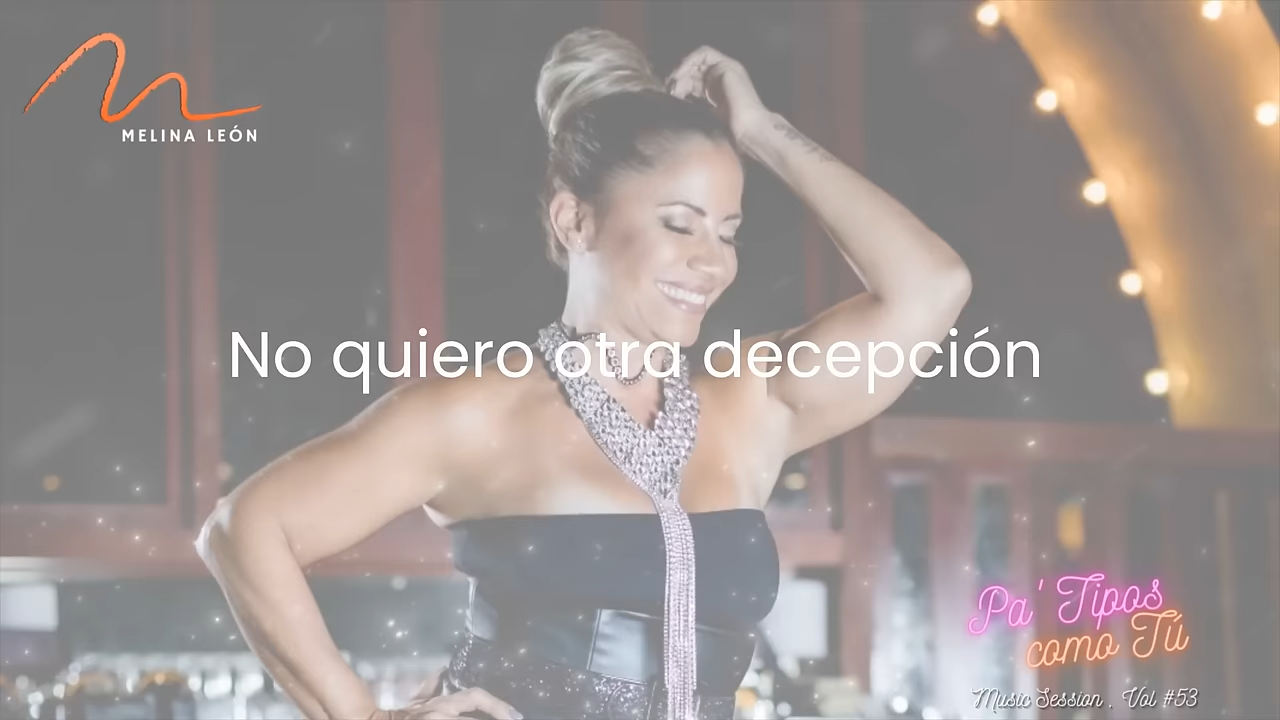 MELINA LEÓN
No quiero otra decepción
Pa' Tipos
como Tú
Music Session , Vol #53